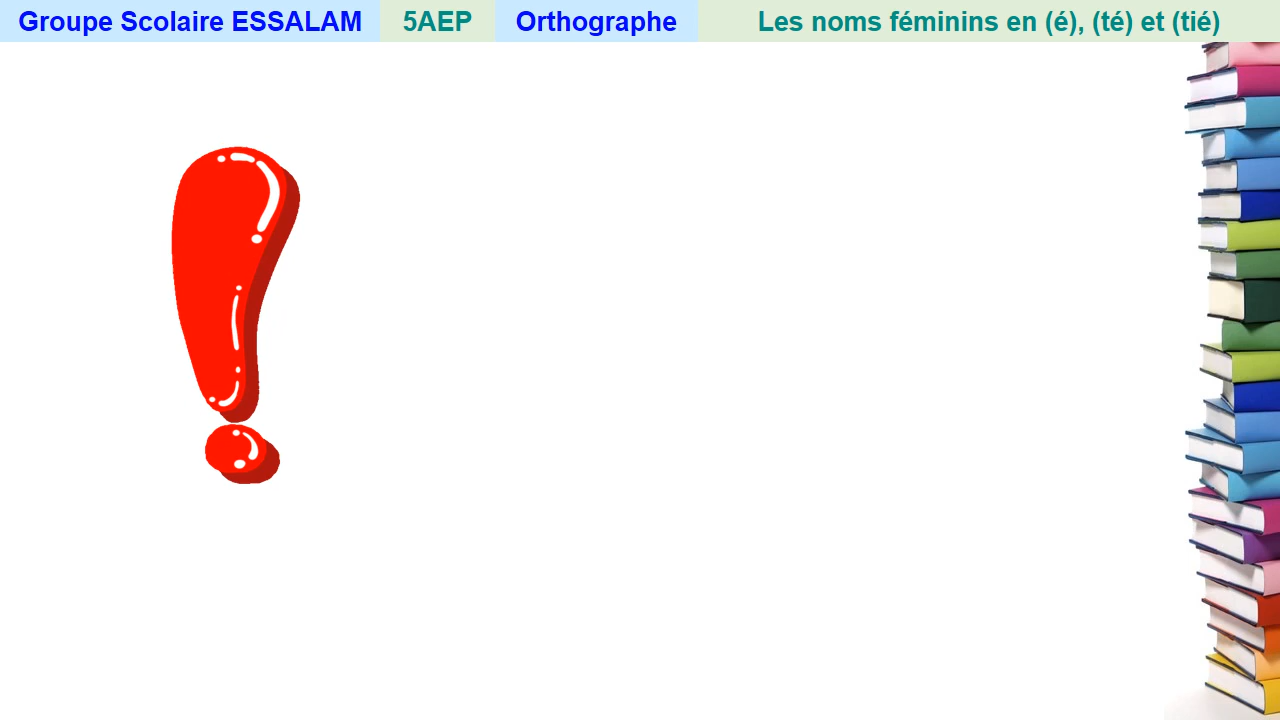 Groupe Scolaire ESSALAM 5AEP Orthographe Les noms féminins en (é), (té) et (tié)